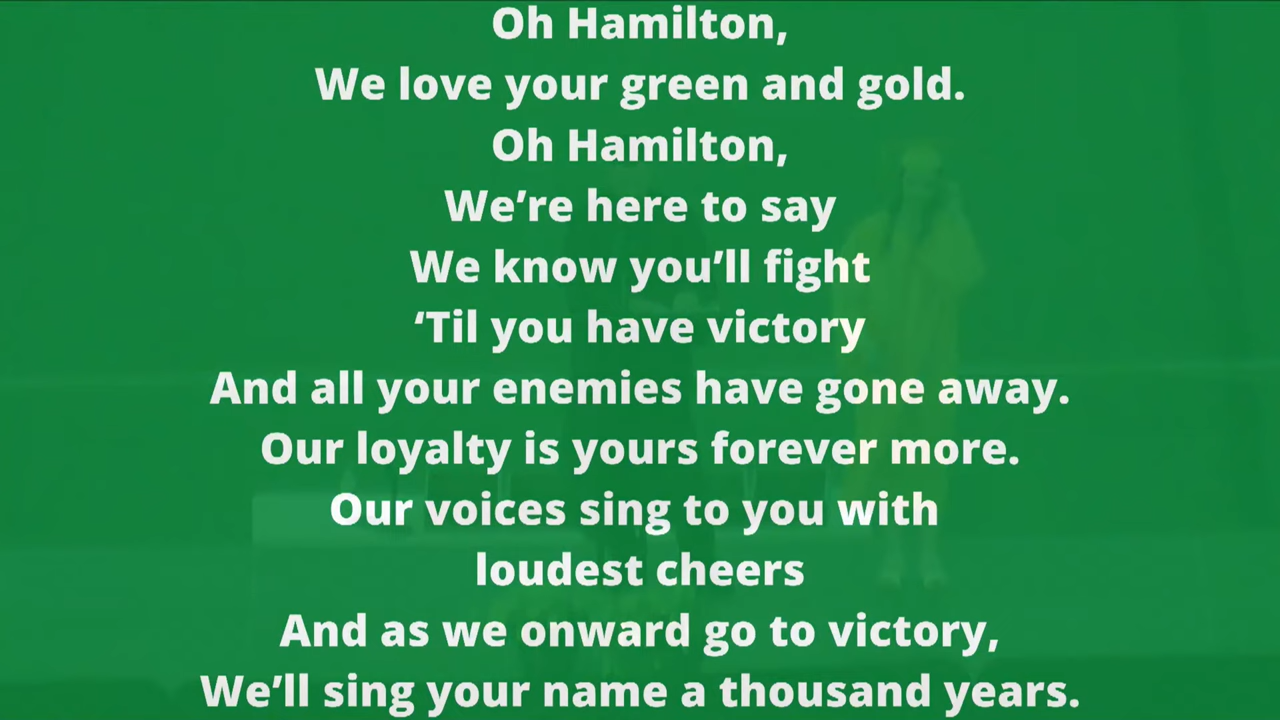 Oh Hamilton,
We love your green and gold.
Oh Hamilton,
We’re here to say
We know you’ll fight
‘Til you have victory
And all your enemies have gone away.
Our loyalty is yours forever more.
Our voices sing to you with
loudest cheers
And as we onward go to victory,
We’ll sing your name a thousand years.